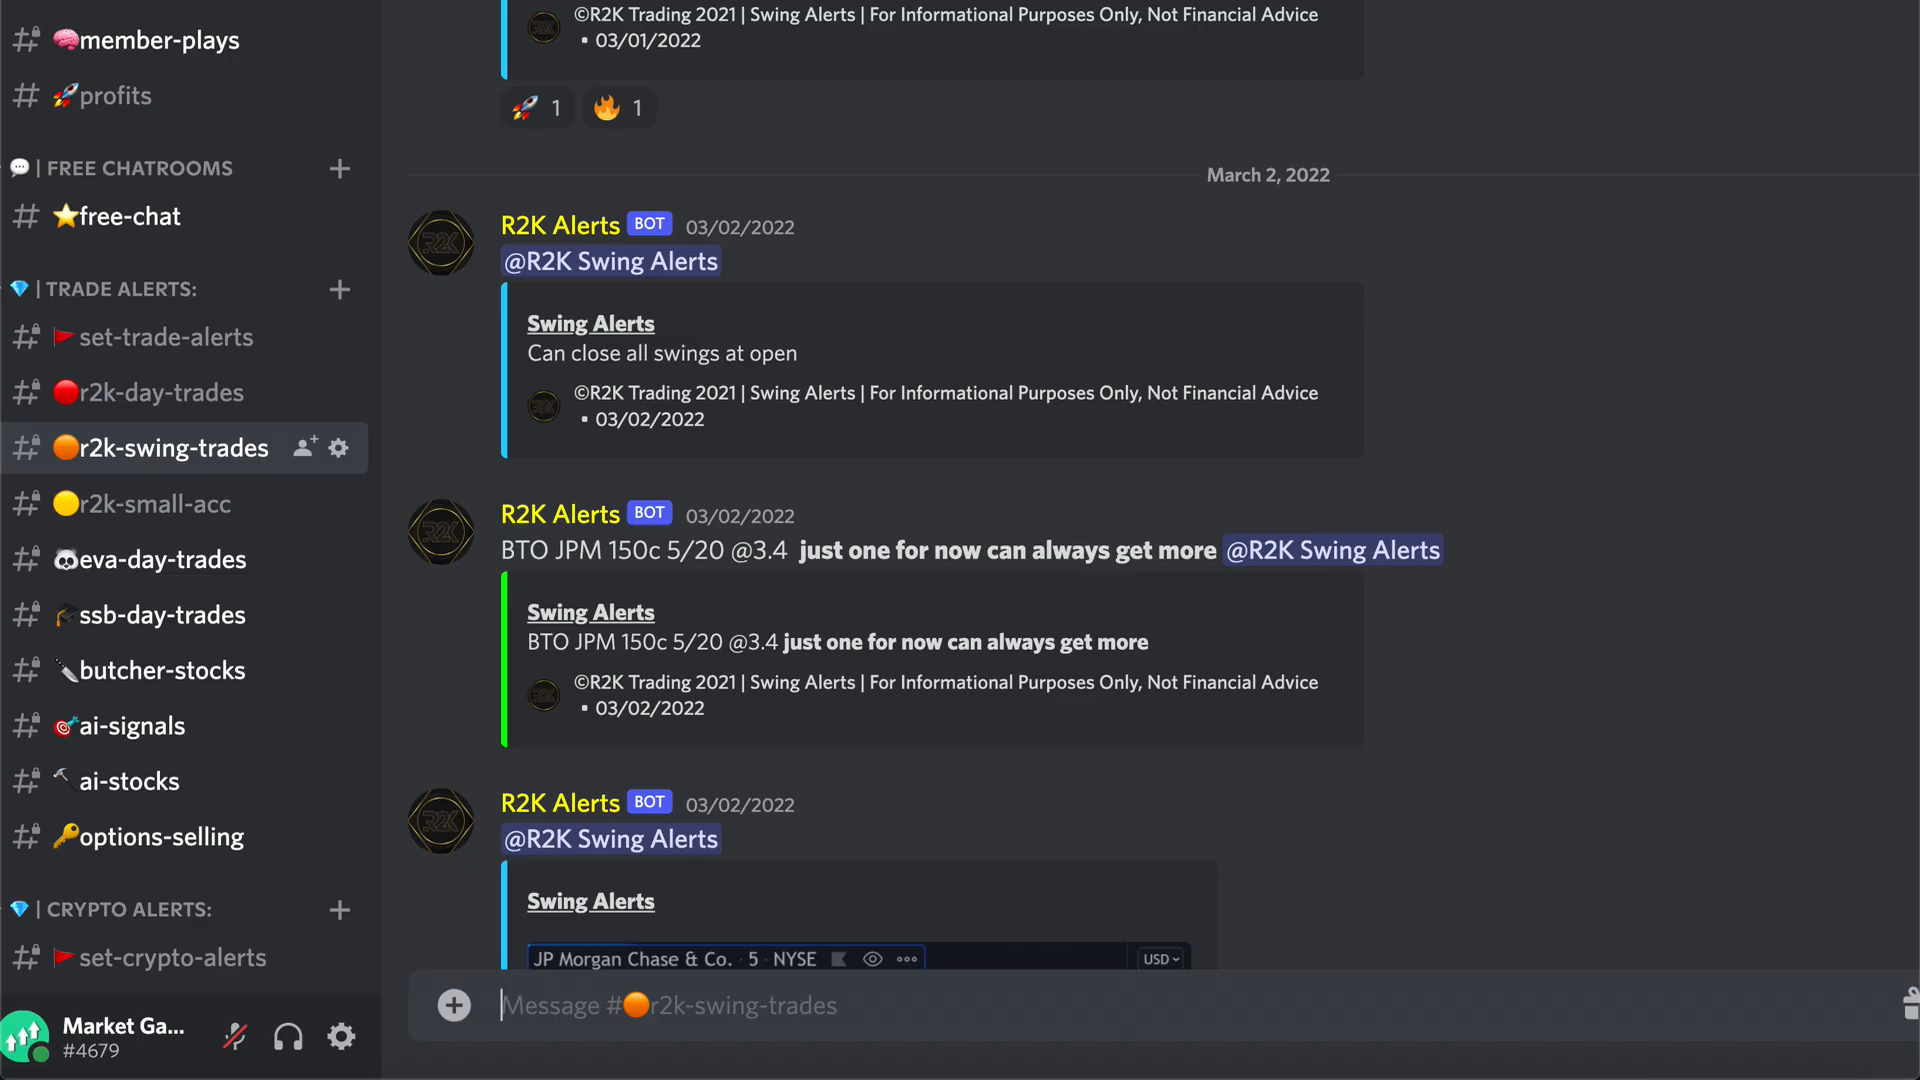 member-plays
profits
| FREE CHATROOMS
free-chat
| TRADE ALERTS:
set-trade-alerts
r2k-day-trades
r2k-swing-trades
r2k-small-acc
eva-day-trades
ssb-day-trades
butcher-stocks
ai-signals
ai-stocks
options-selling
| CRYPTO ALERTS:
set-crypto-alerts
Market Ga...
#4679
©R2K Trading 2021 | Swing Alerts | For Informational Purposes Only, Not Financial Advice
• 03/01/2022
1 1
March 2, 2022
R2K Alerts BOT 03/02/2022
@R2K Swing Alerts
Swing Alerts
Can close all swings at open
©R2K Trading 2021 | Swing Alerts | For Informational Purposes Only, Not Financial Advice
• 03/02/2022
R2K Alerts BOT 03/02/2022
BTO JPM 150c 5/20 @3.4 just one for now can always get more @R2K Swing Alerts
Swing Alerts
BTO JPM 150c 5/20 @3.4 just one for now can always get more
©R2K Trading 2021 | Swing Alerts | For Informational Purposes Only, Not Financial Advice
• 03/02/2022
R2K Alerts BOT 03/02/2022
@R2K Swing Alerts
Swing Alerts
JP Morgan Chase & Co. · 5 · NYSE USD
Message #🟠r2k-swing-trades